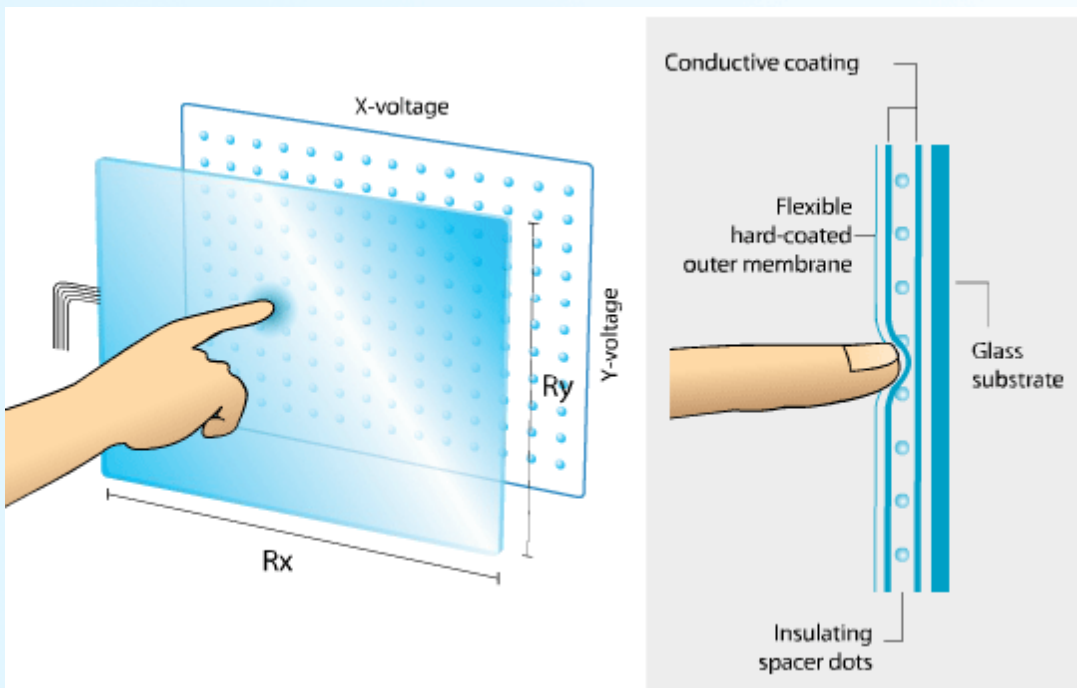 X-voltage
Y-voltage
Ry
Rx
Conductive coating
Flexible
hard-coated
outer membrane
Glass
substrate
Insulating
spacer dots